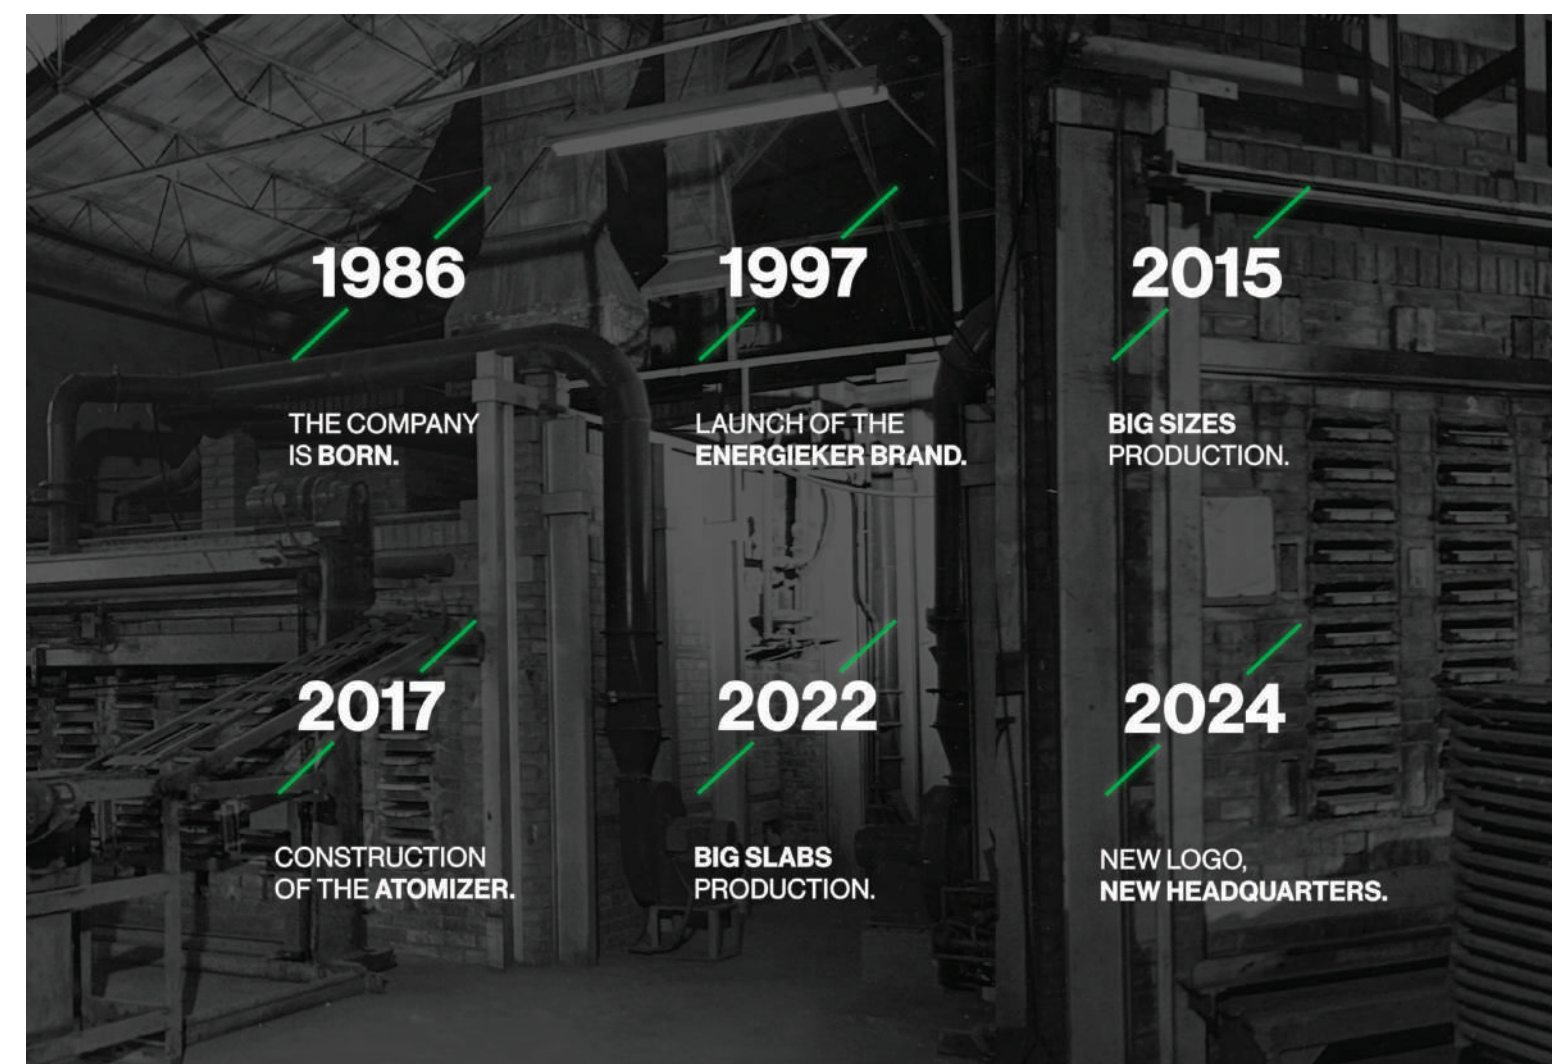 1986
THE COMPANY
IS BORN.
1997
LAUNCH OF THE
ENERGIEKER BRAND.
2015
BIG SIZES
PRODUCTION.
2017
CONSTRUCTION
OF THE ATOMIZER.
2022
BIG SLABS
PRODUCTION.
2024
NEW LOGO,
NEW HEADQUARTERS.